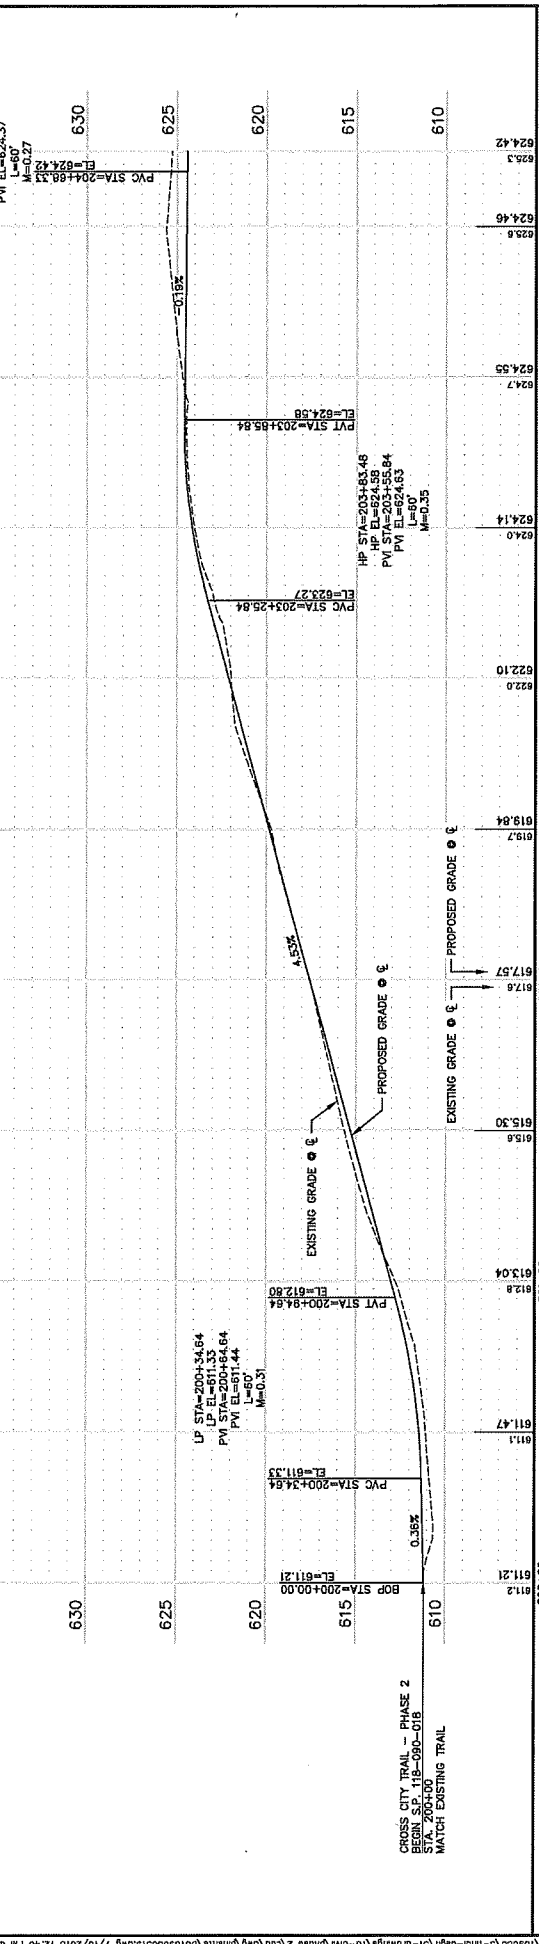 630
625
620
615
610
CROSS CITY TRAIL – PHASE 2
BEGIN S.P. 118-090-018
STA. 200+00
MATCH EXISTING TRAIL
BOP STA=200+00.00
EL=611.21
0.36%
PVC STA=200+34.64
EL=611.33
LP STA=200+34.64
LP EL=611.33
PVI STA=200+64.64
PVI EL=611.44
L=60'
M=0.31
PVT STA=200+94.64
EL=612.80
EXISTING GRADE @ ℄
PROPOSED GRADE @ ℄
EXISTING GRADE @ ℄
PROPOSED GRADE @ ℄
4.53%
PVC STA=203+25.84
EL=623.27
HP STA=203+83.48
HP EL=624.58
PVI STA=203+55.84
PVI EL=624.63
L=60'
M=0.35
PVT STA=203+85.84
EL=624.58
-0.19%
PVC STA=204+68.33
EL=624.42
PVI EL=624.37
L=60'
M=0.27
630
625
620
615
610
611.2
611.21
611.1
611.47
612.8
613.04
615.6
615.30
617.6
617.57
619.7
619.84
622.0
622.10
624.0
624.14
624.7
624.55
625.6
624.46
625.3
624.42